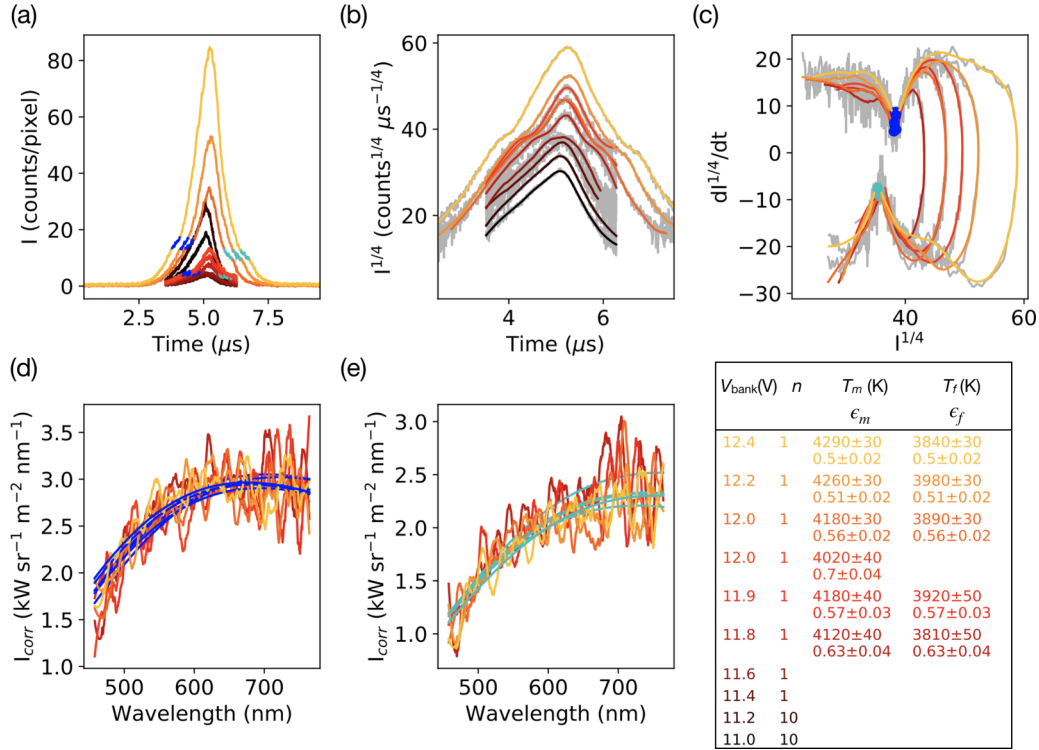 (a)
(b)
(c)
80
60
40
20
0
I (counts/pixel)
2.5
5.0
7.5
Time (μs)
60
40
20
I^1/4 (counts^1/4 μs^−1/4)
4
6
Time (μs)
20
10
0
−10
−20
−30
dI^1/4/dt
40
60
I^1/4
(d)
(e)
3.5
3.0
2.5
2.0
1.5
1.0
I_corr (kW sr^−1 m^−2 nm^−1)
500
600
700
Wavelength (nm)
3.0
2.5
2.0
1.5
1.0
I_corr (kW sr^−1 m^−2 nm^−1)
500
600
700
Wavelength (nm)
V_bank(V) n T_m (K) T_f (K)
ϵ_m ϵ_f
12.4 1 4290±30 3840±30
0.5±0.02 0.5±0.02
12.2 1 4260±30 3980±30
0.51±0.02 0.51±0.02
12.0 1 4180±30 3890±30
0.56±0.02 0.56±0.02
12.0 1 4020±40
0.7±0.04
11.9 1 4180±40 3920±50
0.57±0.03 0.57±0.03
11.8 1 4120±40 3810±50
0.63±0.04 0.63±0.04
11.6 1
11.4 1
11.2 10
11.0 10